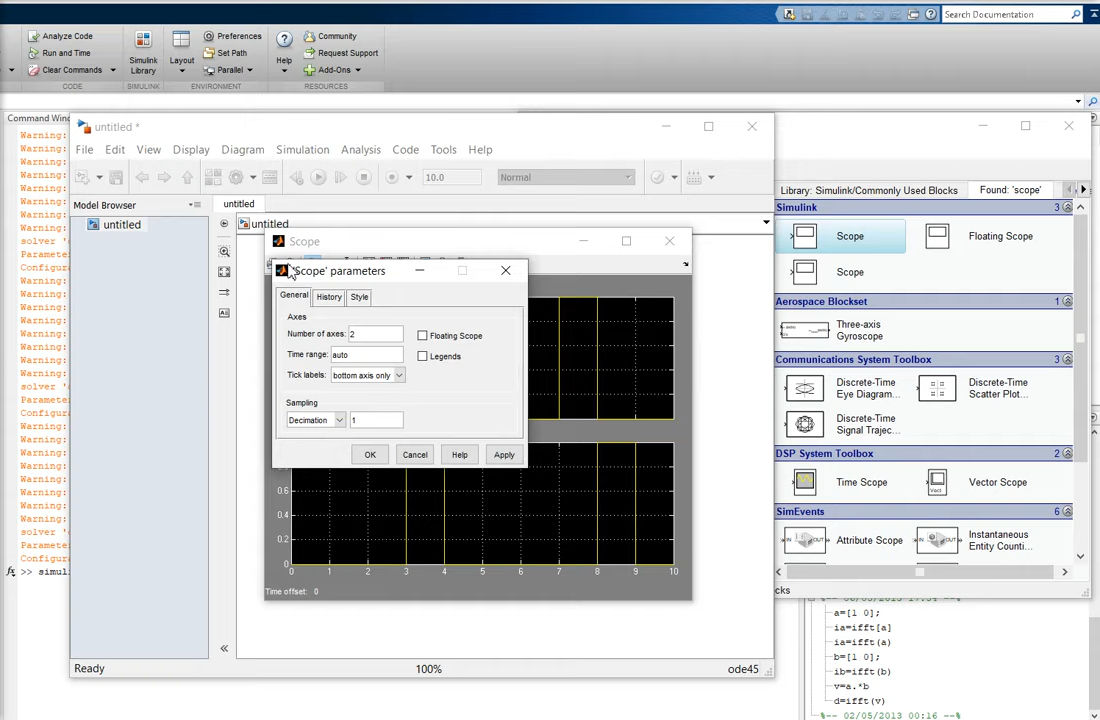 Search Documentation
Analyze Code
Run and Time
Clear Commands
CODE
Simulink
Library
SIMULINK
Layout
Preferences
Set Path
Parallel
ENVIRONMENT
Help
Community
Request Support
Add-Ons
RESOURCES
Command Win
Warning:
Warning:
Warning:
Warning:
Warning:
Warning:
Warning:
Warning:
solver '
Paramete
Configu
Warning:
Warning:
Warning:
Warning:
Warning:
Warning:
Warning:
solver '
Paramete
Configu
Warning:
Warning:
Warning:
Warning:
Warning:
Warning:
Warning:
Warning:
solver '
Paramet
Configu
fx >> simuli
untitled *
File Edit View Display Diagram Simulation Analysis Code Tools Help
10.0
Normal
Model Browser
untitled
untitled
untitled
Scope
'Scope' parameters
General History Style
Axes
Number of axes: 2
Floating Scope
Time range: auto
Legends
Tick labels: bottom axis only
Sampling
Decimation 1
OK Cancel Help Apply
0.6
0.4
0.2
0
0 1 2 3 4 5 6 7 8 9 10
Time offset: 0
Ready
100%
ode45
Library: Simulink/Commonly Used Blocks
Found: 'scope'
Simulink 3
Scope
Floating Scope
Scope
Aerospace Blockset 1
Three-axis
Gyroscope
Communications System Toolbox 3
Discrete-Time
Eye Diagram...
Discrete-Time
Scatter Plot...
Discrete-Time
Signal Trajec...
DSP System Toolbox 2
Time Scope
Vector Scope
SimEvents 6
Attribute Scope
Instantaneous
Entity Counti...
cks
a=[1 0];
ia=ifft[a]
ia=ifft(a)
b=[1 0];
ib=ifft(b)
v=a.*b
d=ifft(v)
%-- 02/05/2013 00:16 --%